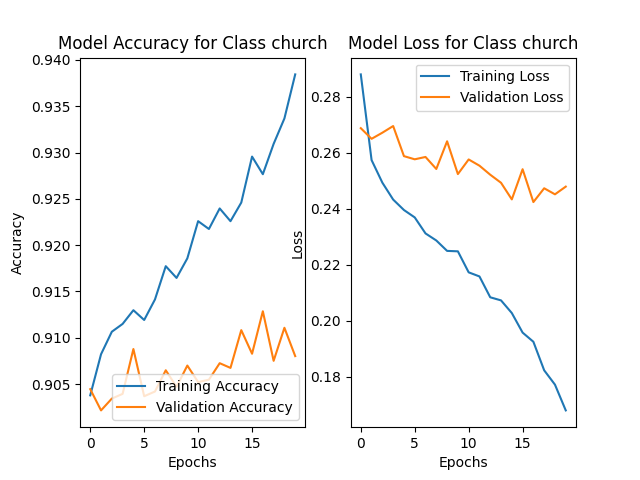 Model Accuracy for Class church
0.940
0.935
0.930
0.925
0.920
0.915
0.910
0.905
Accuracy
Training Accuracy
Validation Accuracy
0
5
10
15
Epochs
Model Loss for Class church
Training Loss
Validation Loss
0.28
0.26
0.24
0.22
0.20
0.18
Loss
0
5
10
15
Epochs